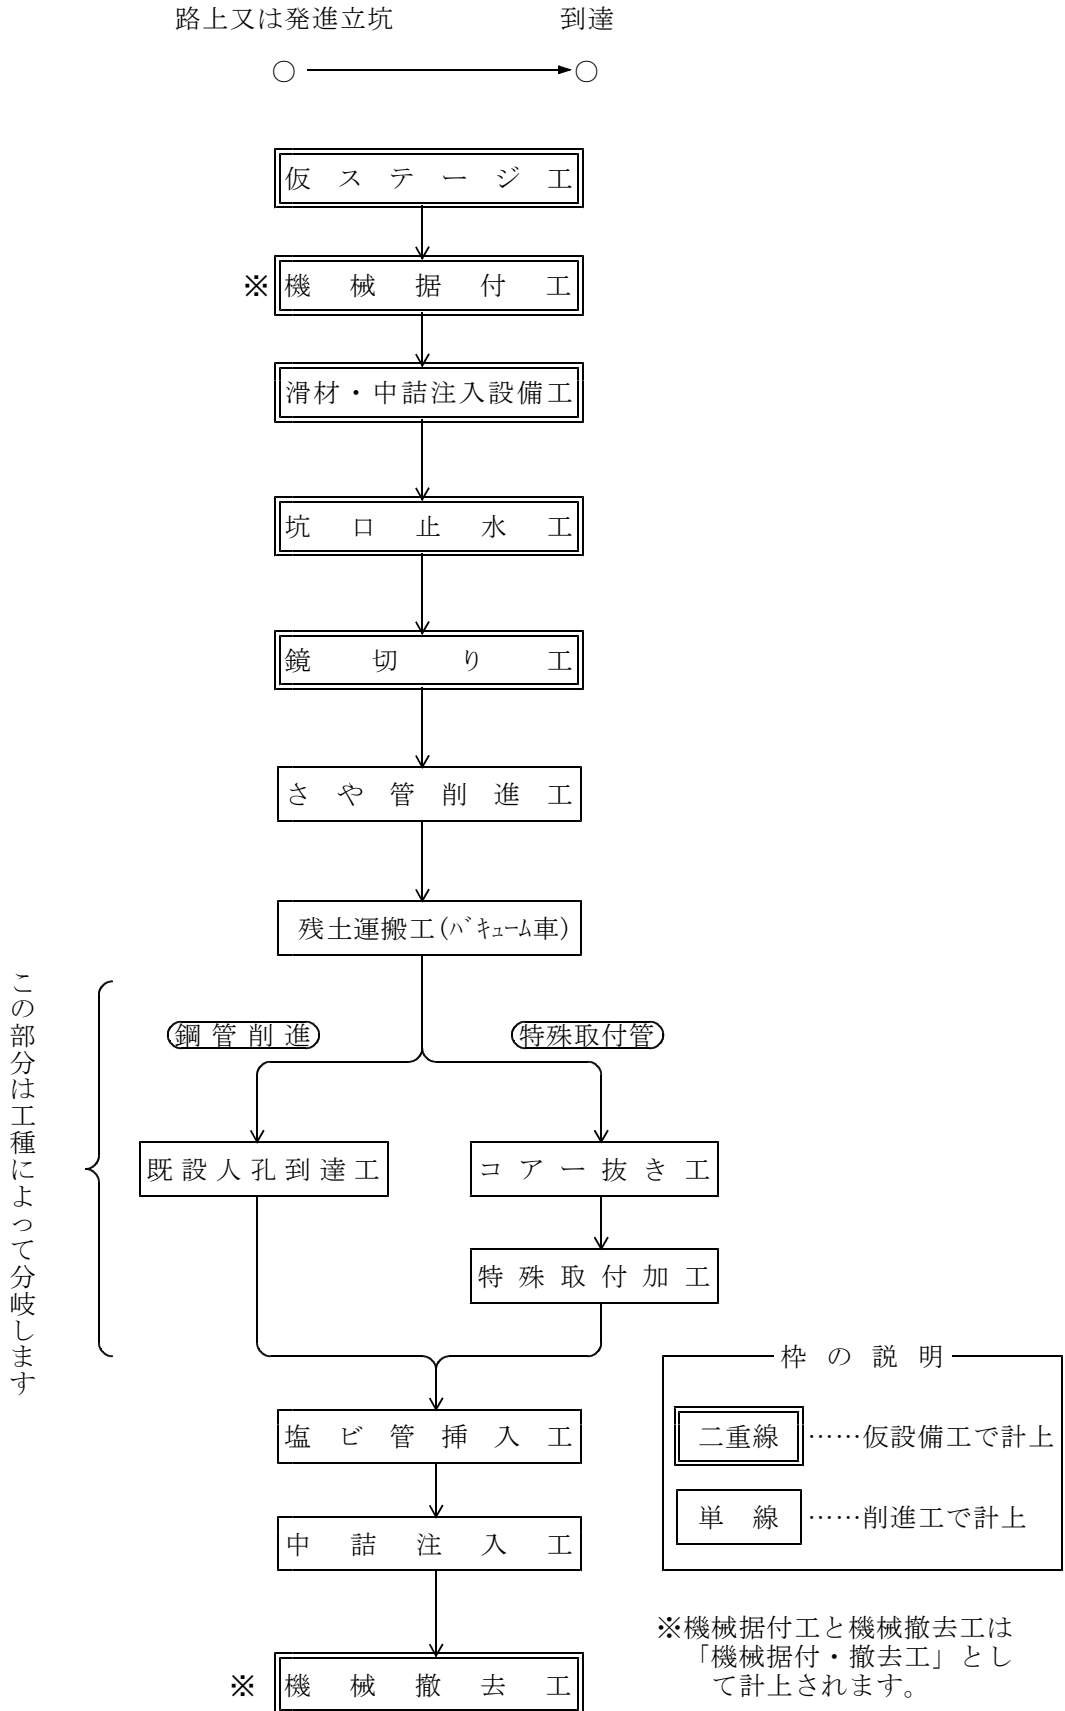 路上又は発進立坑 到達
○ ○
仮ステージ工
※ 機械据付工
滑材・中詰注入設備工
坑口止水工
鏡切り工
さや管削進工
残土運搬工(ﾊﾞｷｭｰﾑ車)
この部分は工種によって分岐します
鋼管削進 特殊取付管
既設人孔到達工 コアー抜き工
特殊取付加工
枠の説明
塩ビ管挿入工
二重線 ……仮設備工で計上
単線 ……削進工で計上
中詰注入工
※機械据付工と機械撤去工は
「機械据付・撤去工」とし
て計上されます。
※ 機械撤去工